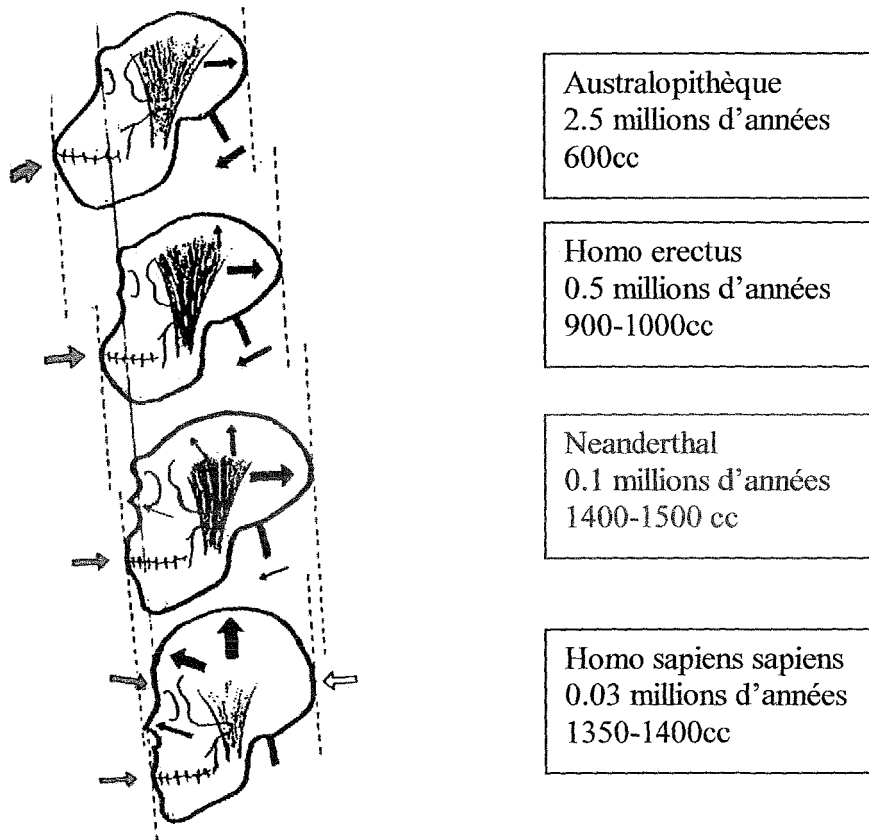 Australopithèque
2.5 millions d'années
600cc
Homo erectus
0.5 millions d'années
900-1000cc
Neanderthal
0.1 millions d'années
1400-1500 cc
Homo sapiens sapiens
0.03 millions d'années
1350-1400cc